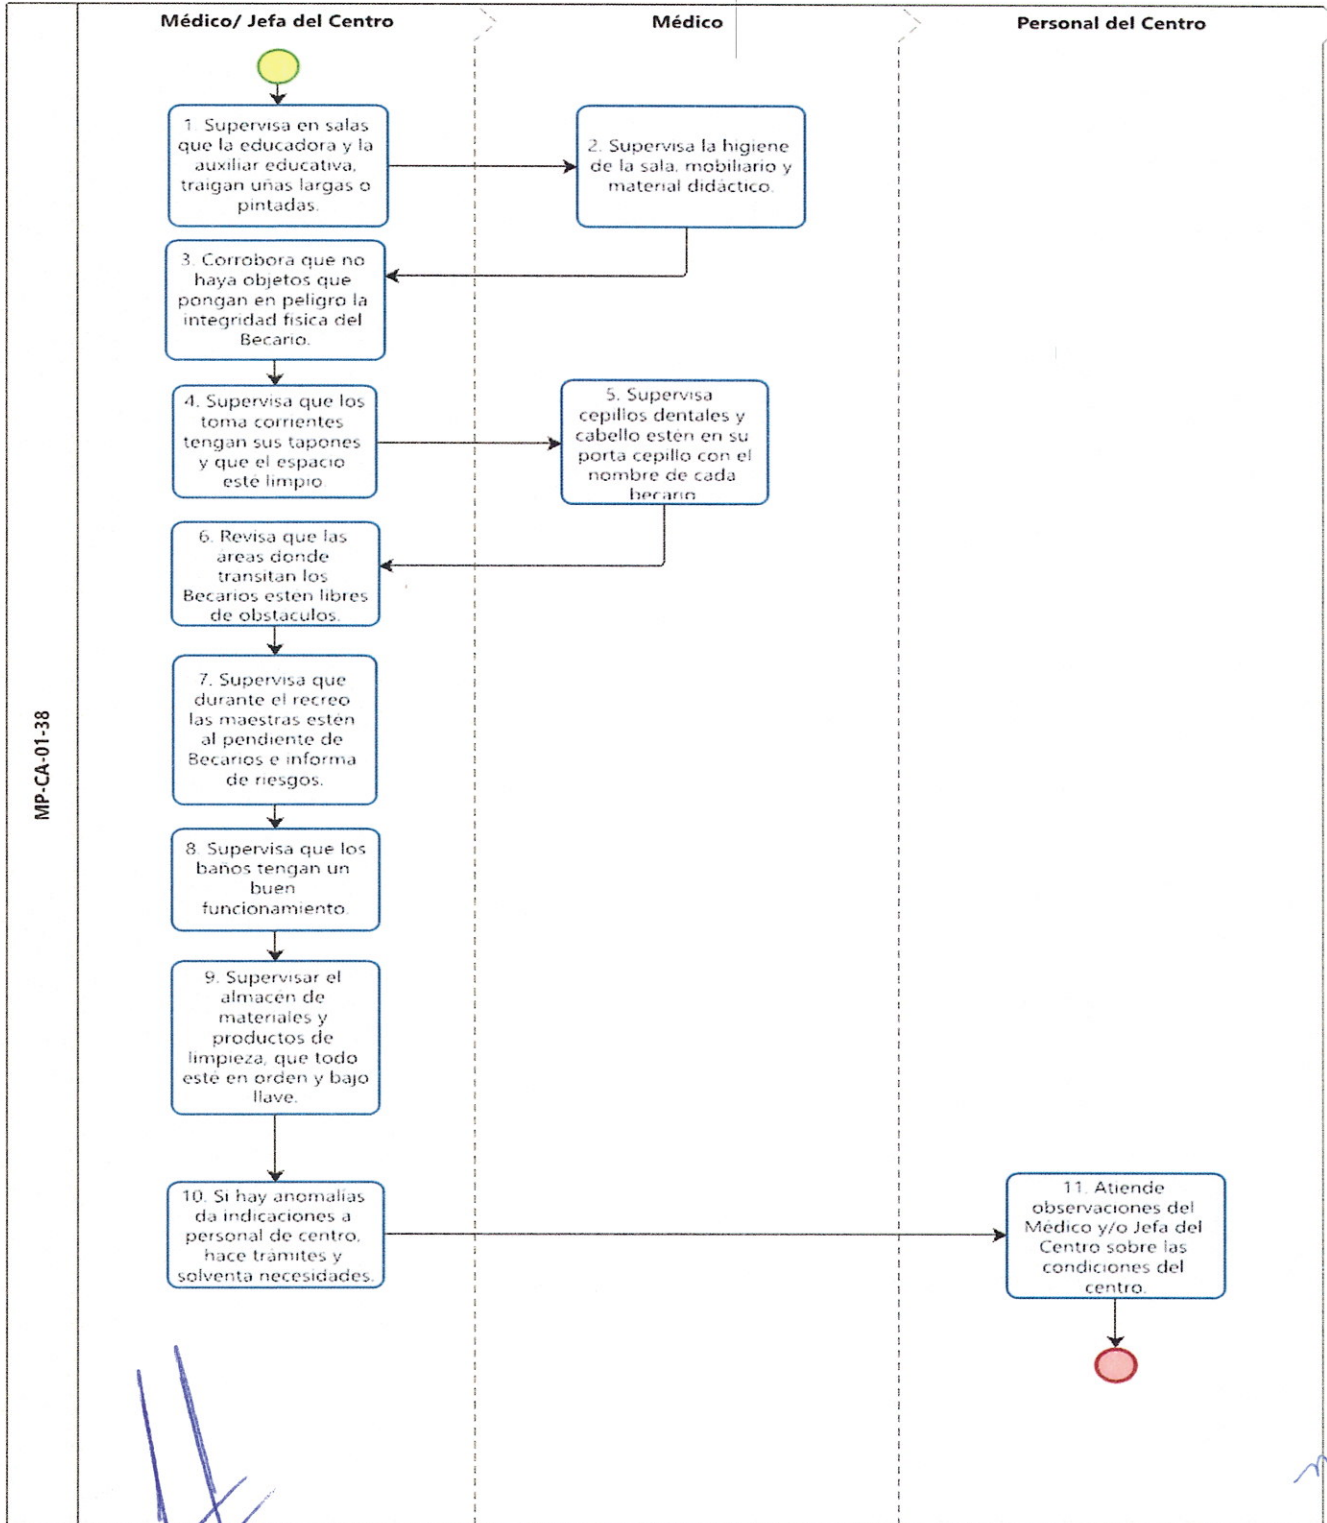 Médico/ Jefa del Centro
Médico
Personal del Centro
MP-CA-01-38
1. Supervisa en salas
que la educadora y la
auxiliar educativa,
traigan uñas largas o
pintadas.
2. Supervisa la higiene
de la sala, mobiliario y
material didáctico.
3. Corrobora que no
haya objetos que
pongan en peligro la
integridad física del
Becario.
4. Supervisa que los
toma corrientes
tengan sus tapones
y que el espacio
esté limpio
5. Supervisa
cepillos dentales y
cabello estén en su
porta cepillo con el
nombre de cada
becario
6. Revisa que las
áreas donde
transitan los
Becarios estén libres
de obstaculos.
7. Supervisa que
durante el recreo
las maestras estén
al pendiente de
Becarios e informa
de riesgos.
8. Supervisa que los
baños tengan un
buen
funcionamiento.
9. Supervisar el
almacén de
materiales y
productos de
limpieza, que todo
esté en orden y bajo
llave.
10. Si hay anomalías
da indicaciones a
personal de centro,
hace trámites y
solventa necesidades.
11. Atiende
observaciones del
Médico y/o Jefa del
Centro sobre las
condiciones del
centro.